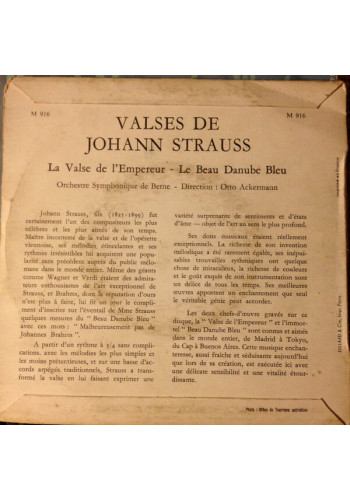 M 916
M 916
VALSES DE
JOHANN STRAUSS
La Valse de l'Empereur - Le Beau Danube Bleu
Orchestre Symphonique de Berne - Direction : Otto Ackermann
Johann Strauss, fils (1825-1899) fut
certainement l'un des compositeurs les plus
célèbres et les plus aimés de son temps.
Maître incontesté de la valse et de l'opérette
viennoise, ses mélodies étincelantes et ses
rythmes irrésistibles lui acquirent une popu-
larité sans précédent auprès du public mélo-
mane dans le monde entier. Même des géants
comme Wagner et Verdi étaient des admira-
teurs enthousiastes de l'art exceptionnel de
Strauss, et Brahms, dont la réputation d'ours
n'est plus à faire, lui fit un jour le compli-
ment d'inscrire sur l'éventail de Mme Strauss
quelques mesures du " Beau Danube Bleu "
avec ces mots : " Malheureusement pas de
Johannes Brahms ".
A partir d'un rythme à 3/4 sans compli-
cations, avec les mélodies les plus simples et
les moins prétentieuses, et sur une basse d'ac-
cords arpégés traditionnels, Strauss a trans-
formé la valse en lui faisant exprimer une
variété surprenante de sentiments et d'états
d'âme — objet de l'art au sens le plus profond.
Ses dons musicaux étaient réellement
exceptionnels. La richesse de son invention
mélodique a été rarement égalée, ses inépui-
sables trouvailles rythmiques ont quelque
chose de miraculeux, la richesse de couleurs
et le goût exquis de son instrumentation sont
un délice de tous les temps. Ses meilleures
œuvres apportent un enchantement que seul
le véritable génie peut accorder.
Les deux chefs-d'œuvre gravés sur ce
disque, la " Valse de l'Empereur " et l'immor-
tel " Beau Danube Bleu " sont connus et aimés
dans le monde entier, de Madrid à Tokyo,
du Cap à Buenos Aires. Cette musique enchan-
teresse, aussi fraîche et séduisante aujourd'hui
que lors de sa création, est exécutée ici avec
une délicate sensibilité et une vitalité étour-
dissante.
Photo : Office du Tourisme autrichien